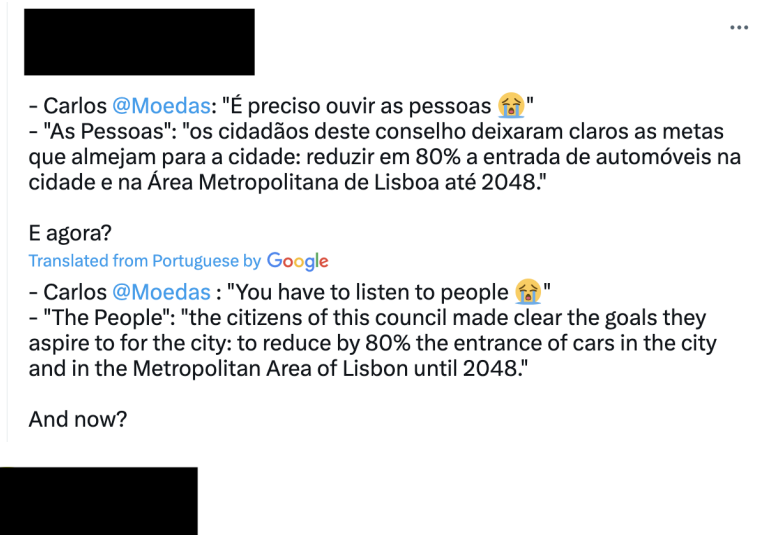 - Carlos @Moedas: "É preciso ouvir as pessoas 😭"
- "As Pessoas": "os cidadãos deste conselho deixaram claros as metas
que almejam para a cidade: reduzir em 80% a entrada de automóveis na
cidade e na Área Metropolitana de Lisboa até 2048."
E agora?
Translated from Portuguese by Google
- Carlos @Moedas : "You have to listen to people 😭"
- "The People": "the citizens of this council made clear the goals they
aspire to for the city: to reduce by 80% the entrance of cars in the city
and in the Metropolitan Area of Lisbon until 2048."
And now?